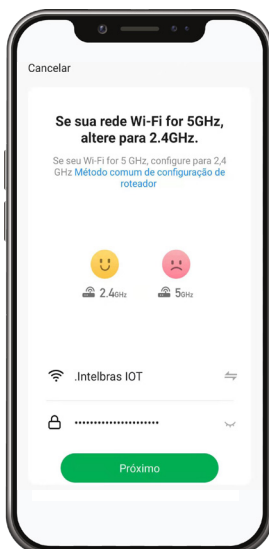 Cancelar
Se sua rede Wi-Fi for 5GHz,
altere para 2.4GHz.
Se seu Wi-Fi for 5 GHz, configure para 2,4
GHz Método comum de configuração de
roteador
2.4GHz 5GHz
.Intelbras IOT
Próximo